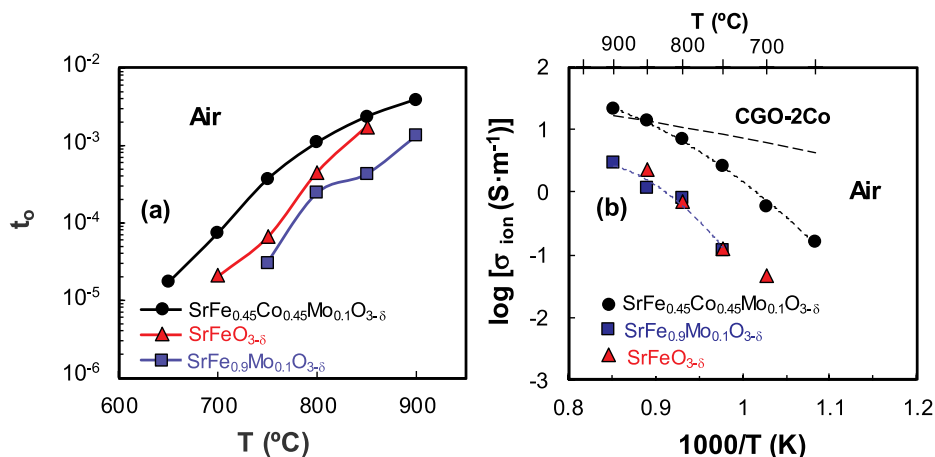 10⁻²
10⁻³
10⁻⁴
10⁻⁵
10⁻⁶
tₒ
Air
(a)
SrFe₀.₄₅Co₀.₄₅Mo₀.₁O₃₋δ
SrFeO₃₋δ
SrFe₀.₉Mo₀.₁O₃₋δ
600 700 800 900
T (ºC)
T (ºC)
900 800 700
2
1
0
-1
-2
-3
log [σ ion (S·m⁻¹)]
CGO-2Co
Air
(b)
SrFe₀.₄₅Co₀.₄₅Mo₀.₁O₃₋δ
SrFe₀.₉Mo₀.₁O₃₋δ
SrFeO₃₋δ
0.8 0.9 1 1.1 1.2
1000/T (K)